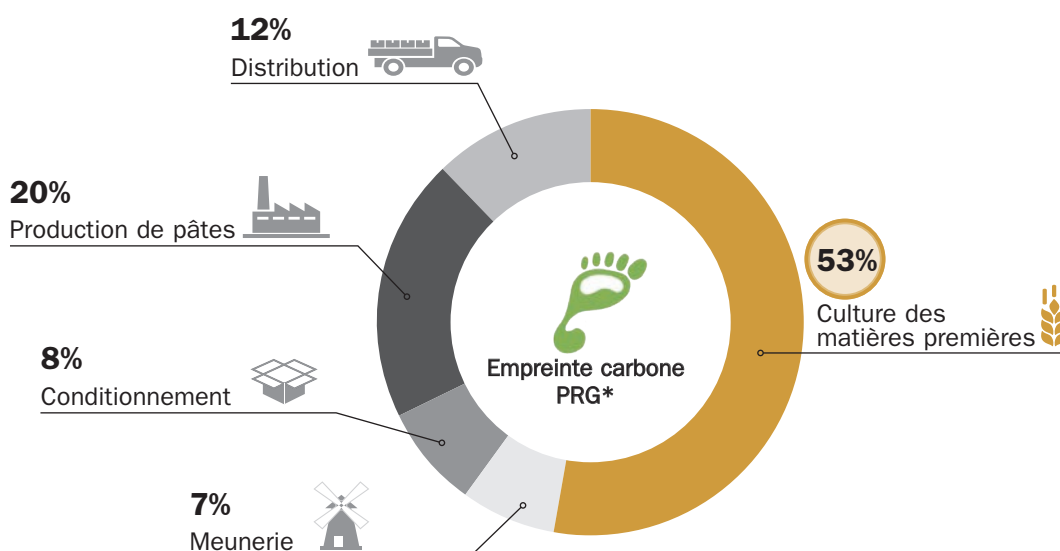 12%
Distribution
20%
Production de pâtes
53%
Culture des
matières premières
8%
Conditionnement
Empreinte carbone
PRG*
7%
Meunerie